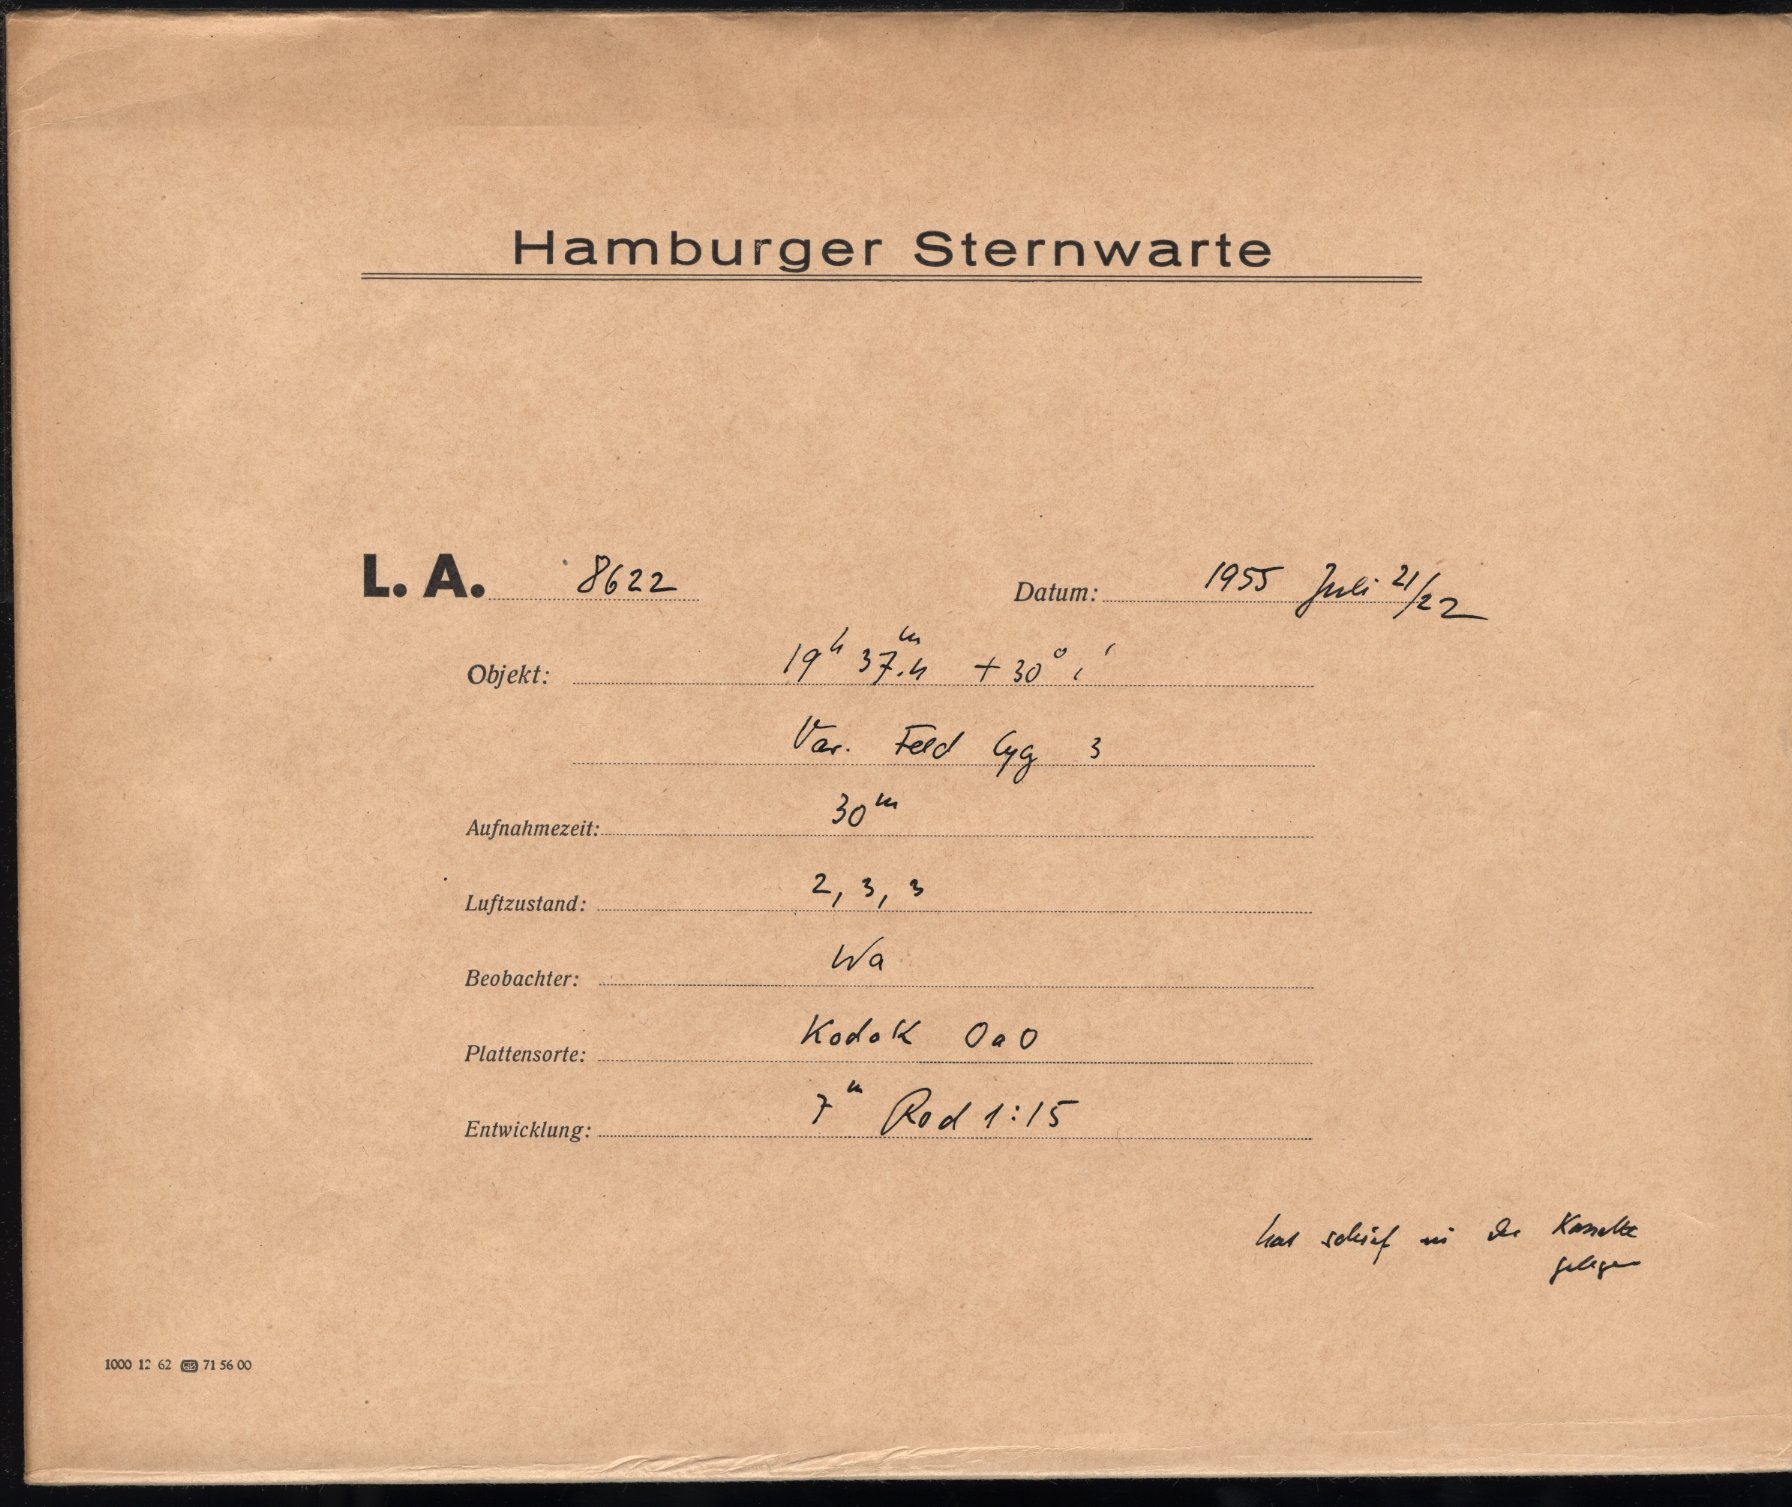 Hamburger Sternwarte
L. A. 8622 Datum: 1955 Juli 21/22
Objekt: 19h 37.4m +30° 1'
Var. Feld Cyg 3
Aufnahmezeit: 30m
Luftzustand: 2, 3, 3
Beobachter: Wa
Plattensorte: Kodak OaO
Entwicklung: 7m Rod 1:15
hat schief in der Kassette
gelegen
1000 12 62 71 56 00